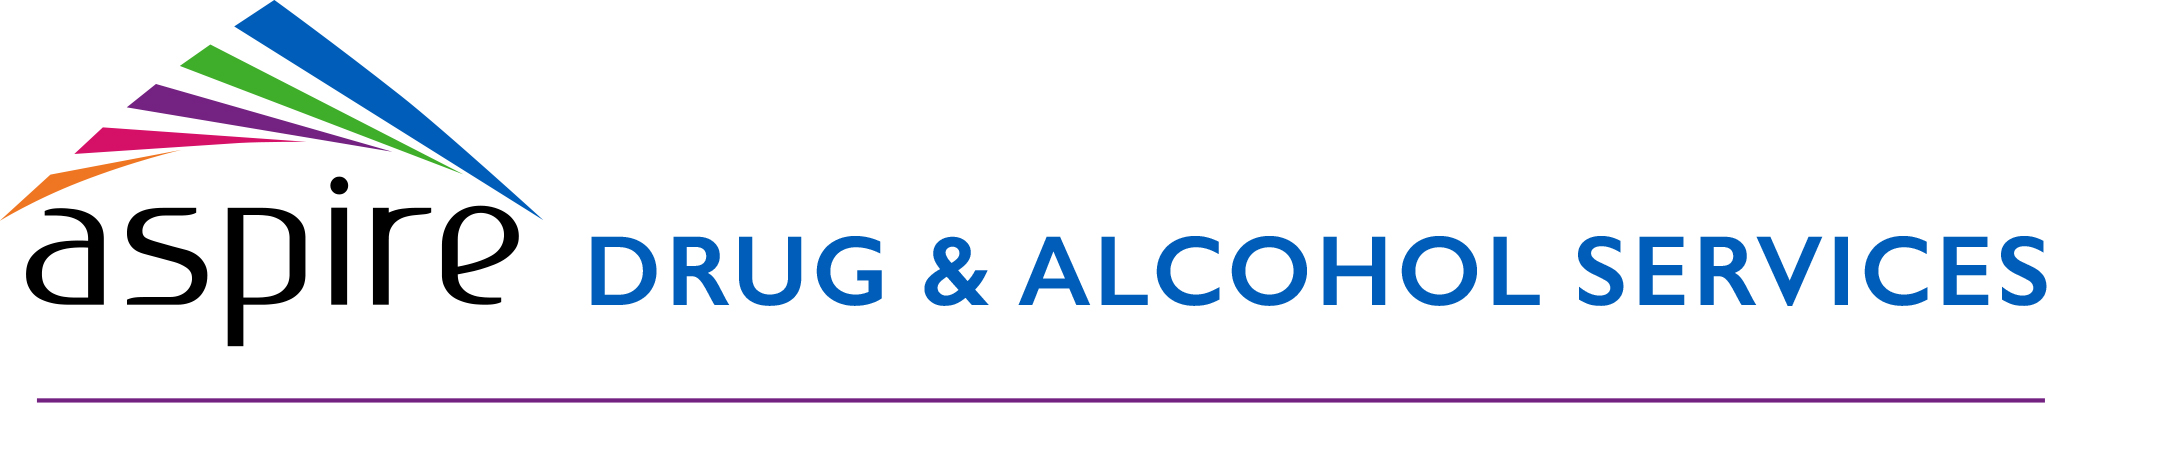 aspire DRUG & ALCOHOL SERVICES